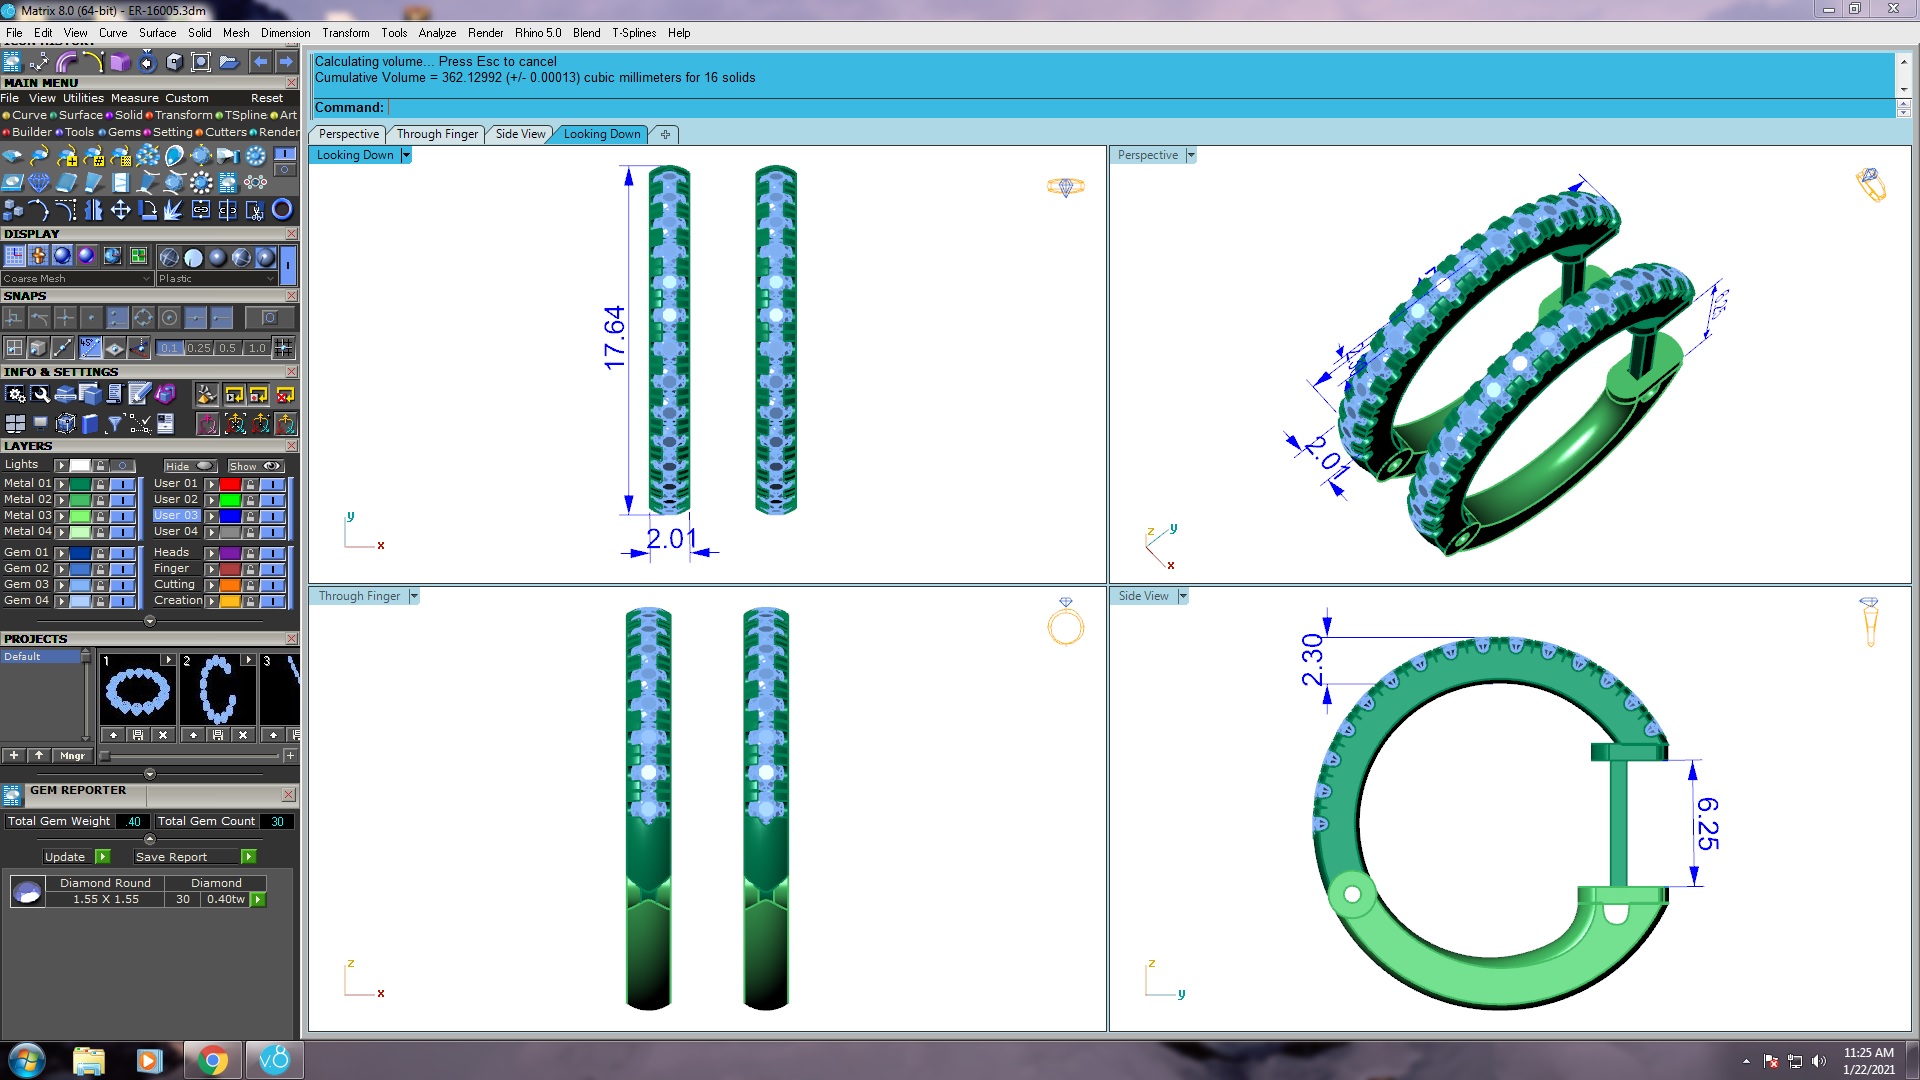 Matrix 8.0 (64-bit) - ER-16005.3dm
File Edit View Curve Surface Solid Mesh Dimension Transform Tools Analyze Render Rhino 5.0 Blend T-Splines Help
MAIN MENU
File View Utilities Measure Custom Reset
Curve Surface Solid Transform TSpline Art
Builder Tools Gems Setting Cutters Render
DISPLAY
Coarse Mesh Plastic
SNAPS
45°
0.1 0.25 0.5 1.0
INFO & SETTINGS
LAYERS
Lights Hide Show
Metal 01 User 01
Metal 02 User 02
Metal 03 User 03
Metal 04 User 04
Gem 01 Heads
Gem 02 Finger
Gem 03 Cutting
Gem 04 Creation
PROJECTS
Default
1 2 3
Mngr
GEM REPORTER
Total Gem Weight .40 Total Gem Count 30
Update Save Report
Diamond Round Diamond
1.55 X 1.55 30 0.40tw
Calculating volume... Press Esc to cancel
Cumulative Volume = 362.12992 (+/- 0.00013) cubic millimeters for 16 solids
Command:
Perspective Through Finger Side View Looking Down
Looking Down
17.64
2.01
y
x
Perspective
2.01
z y
x
Through Finger
z
x
Side View
2.30
6.25
z
y
v.8
11:25 AM
1/22/2021